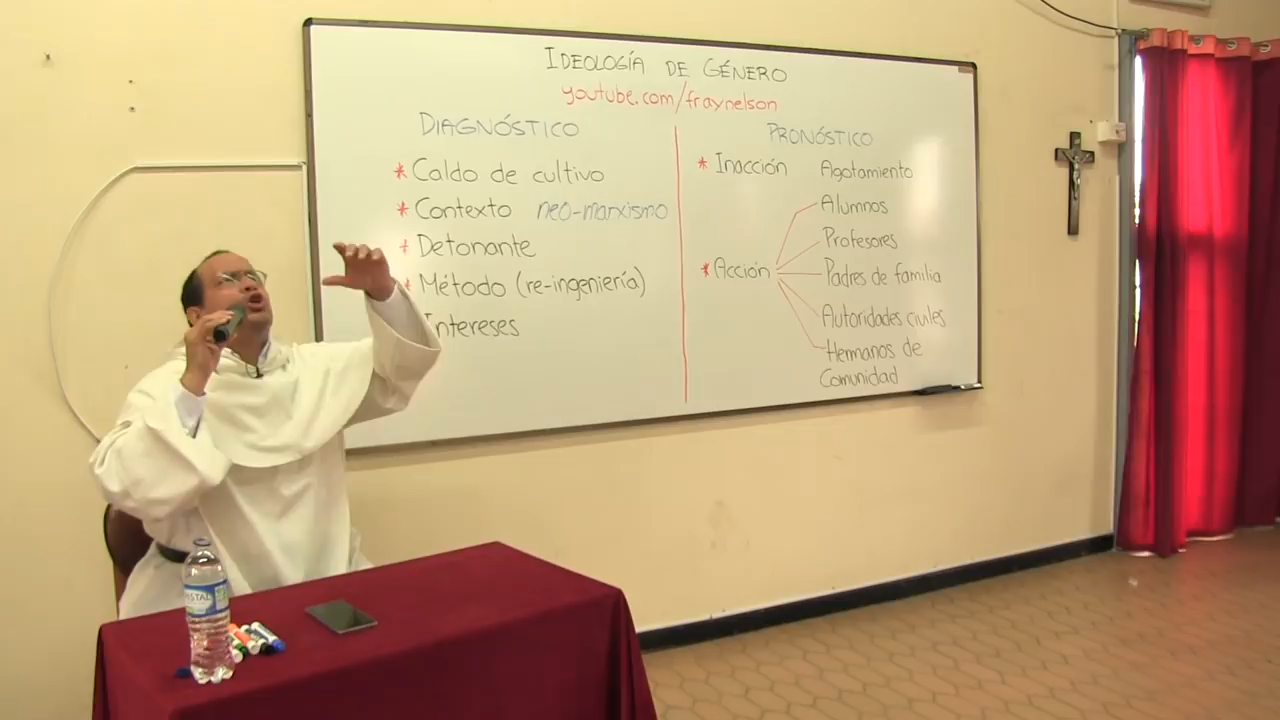 IDEOLOGÍA DE GÉNERO
youtube.com/fraynelson
DIAGNÓSTICO
* Caldo de cultivo
* Contexto neo-marxismo
* Detonante
* Método (re-ingeniería)
Intereses
PRONÓSTICO
* Inacción Agotamiento
* Acción
Alumnos
Profesores
Padres de familia
Autoridades civiles
Hermanos de
Comunidad